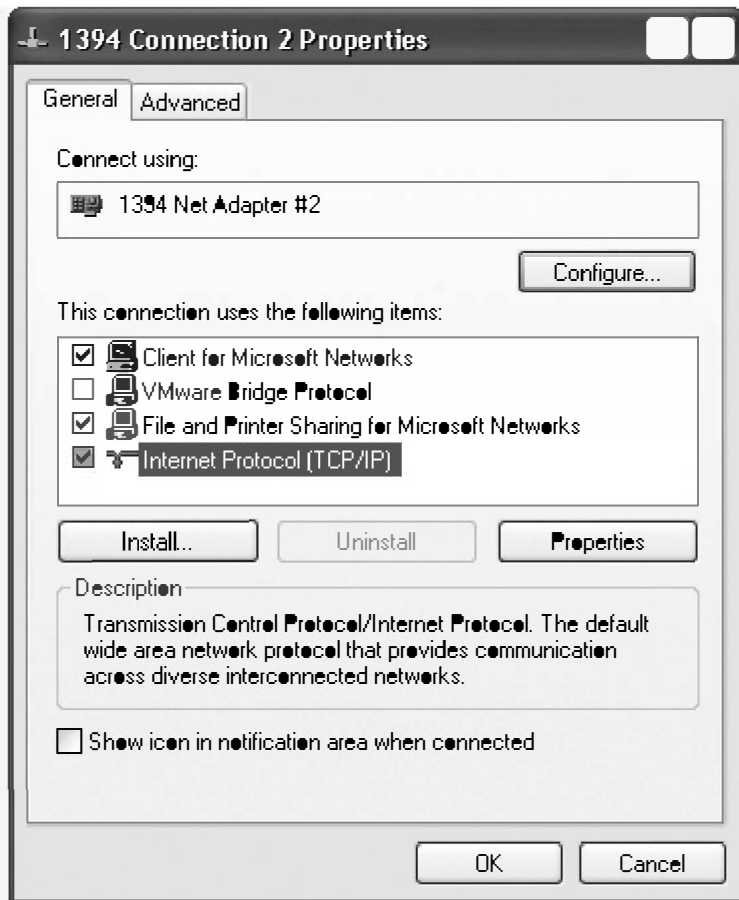 1394 Connection 2 Properties
General Advanced
Connect using:
1394 Net Adapter #2
Configure...
This connection uses the following items:
Client for Microsoft Networks
VMware Bridge Protocol
File and Printer Sharing for Microsoft Networks
Internet Protocol (TCP/IP)
Install... Uninstall Properties
Description
Transmission Control Protocol/Internet Protocol. The default
wide area network protocol that provides communication
across diverse interconnected networks.
Show icon in notification area when connected
OK Cancel